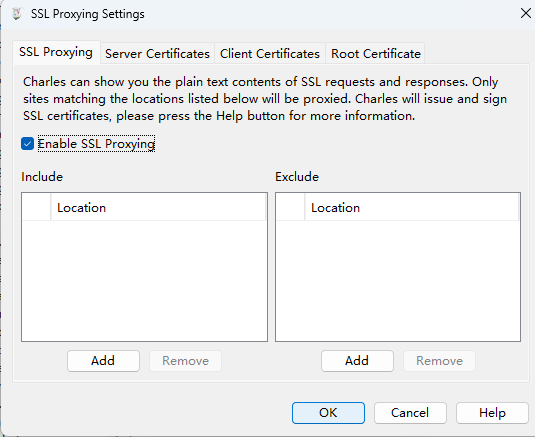 SSL Proxying Settings
SSL Proxying Server Certificates Client Certificates Root Certificate
Charles can show you the plain text contents of SSL requests and responses. Only
sites matching the locations listed below will be proxied. Charles will issue and sign
SSL certificates, please press the Help button for more information.
Enable SSL Proxying
Include Exclude
Location Location
Add Remove Add Remove
OK Cancel Help